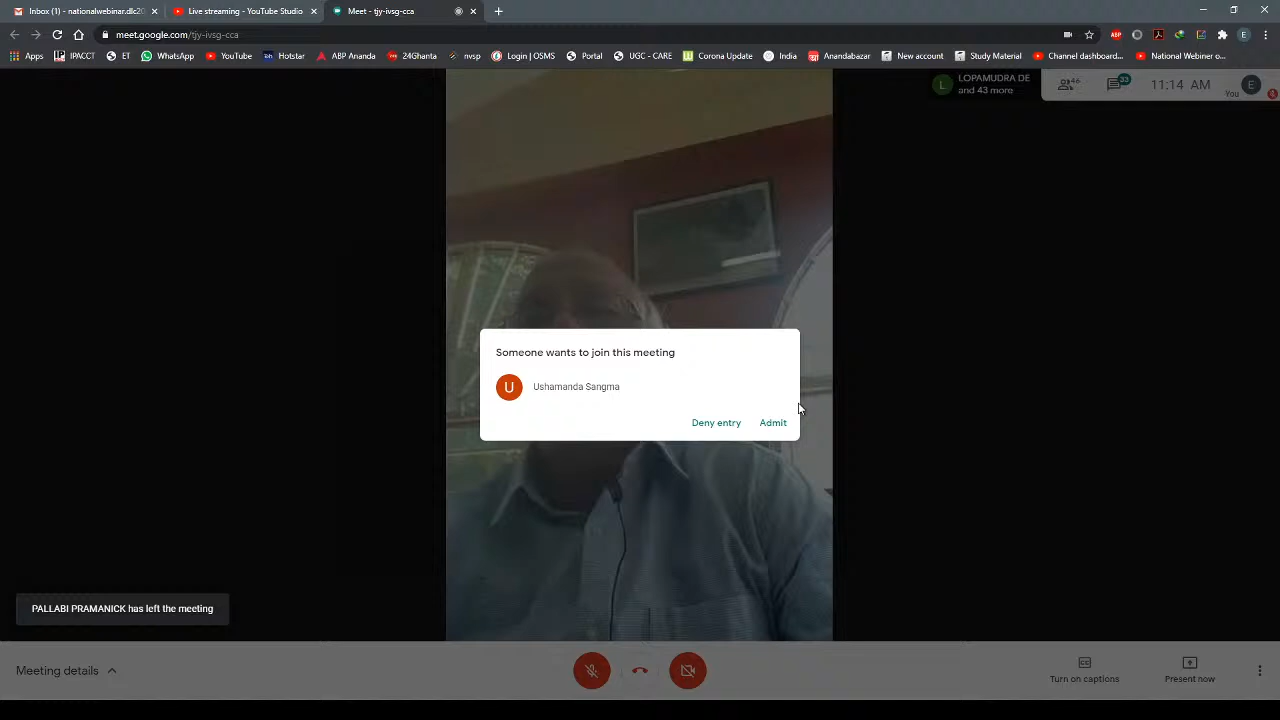 Inbox (1) - nationalwebinar.dlc20
Live streaming - YouTube Studio
Meet - tjy-ivsg-cca
meet.google.com/tjy-ivsg-cca
Apps
IPACCT
ET
WhatsApp
YouTube
Hotstar
ABP Ananda
24Ghanta
nvsp
Login | OSMS
Portal
UGC - CARE
Corona Update
India
Anandabazar
New account
Study Material
Channel dashboard...
National Webiner o...
L
LOPAMUDRA DE
and 43 more
46
33
11:14 AM
You
E
Someone wants to join this meeting
U
Ushamanda Sangma
Deny entry
Admit
PALLABI PRAMANICK has left the meeting
Meeting details
Turn on captions
Present now